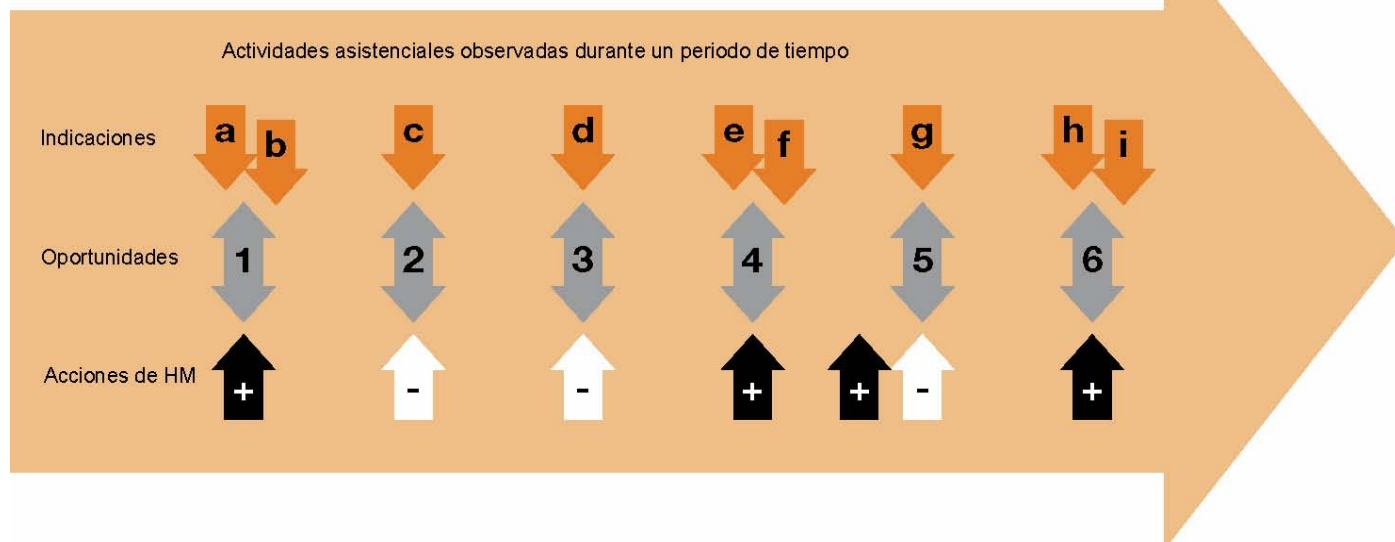 Actividades asistenciales observadas durante un periodo de tiempo
Indicaciones a b c d e f g h i
Oportunidades 1 2 3 4 5 6
Acciones de HM + - - + + - +